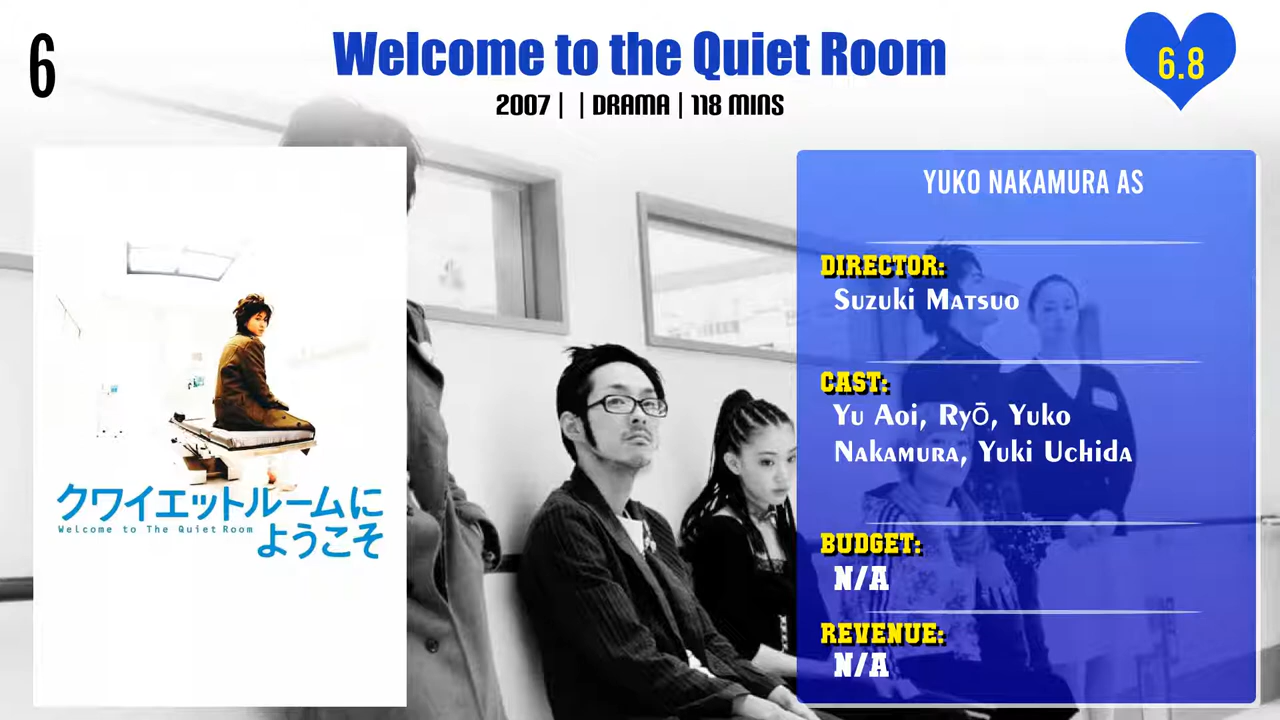 6
Welcome to the Quiet Room
6.8
2007 | | DRAMA | 118 MINS
クワイエットルームに
Welcome to The Quiet Room
ようこそ
YUKO NAKAMURA AS
DIRECTOR:
Suzuki Matsuo
CAST:
Yu Aoi, Ryō, Yuko
Nakamura, Yuki Uchida
BUDGET:
N/A
REVENUE:
N/A